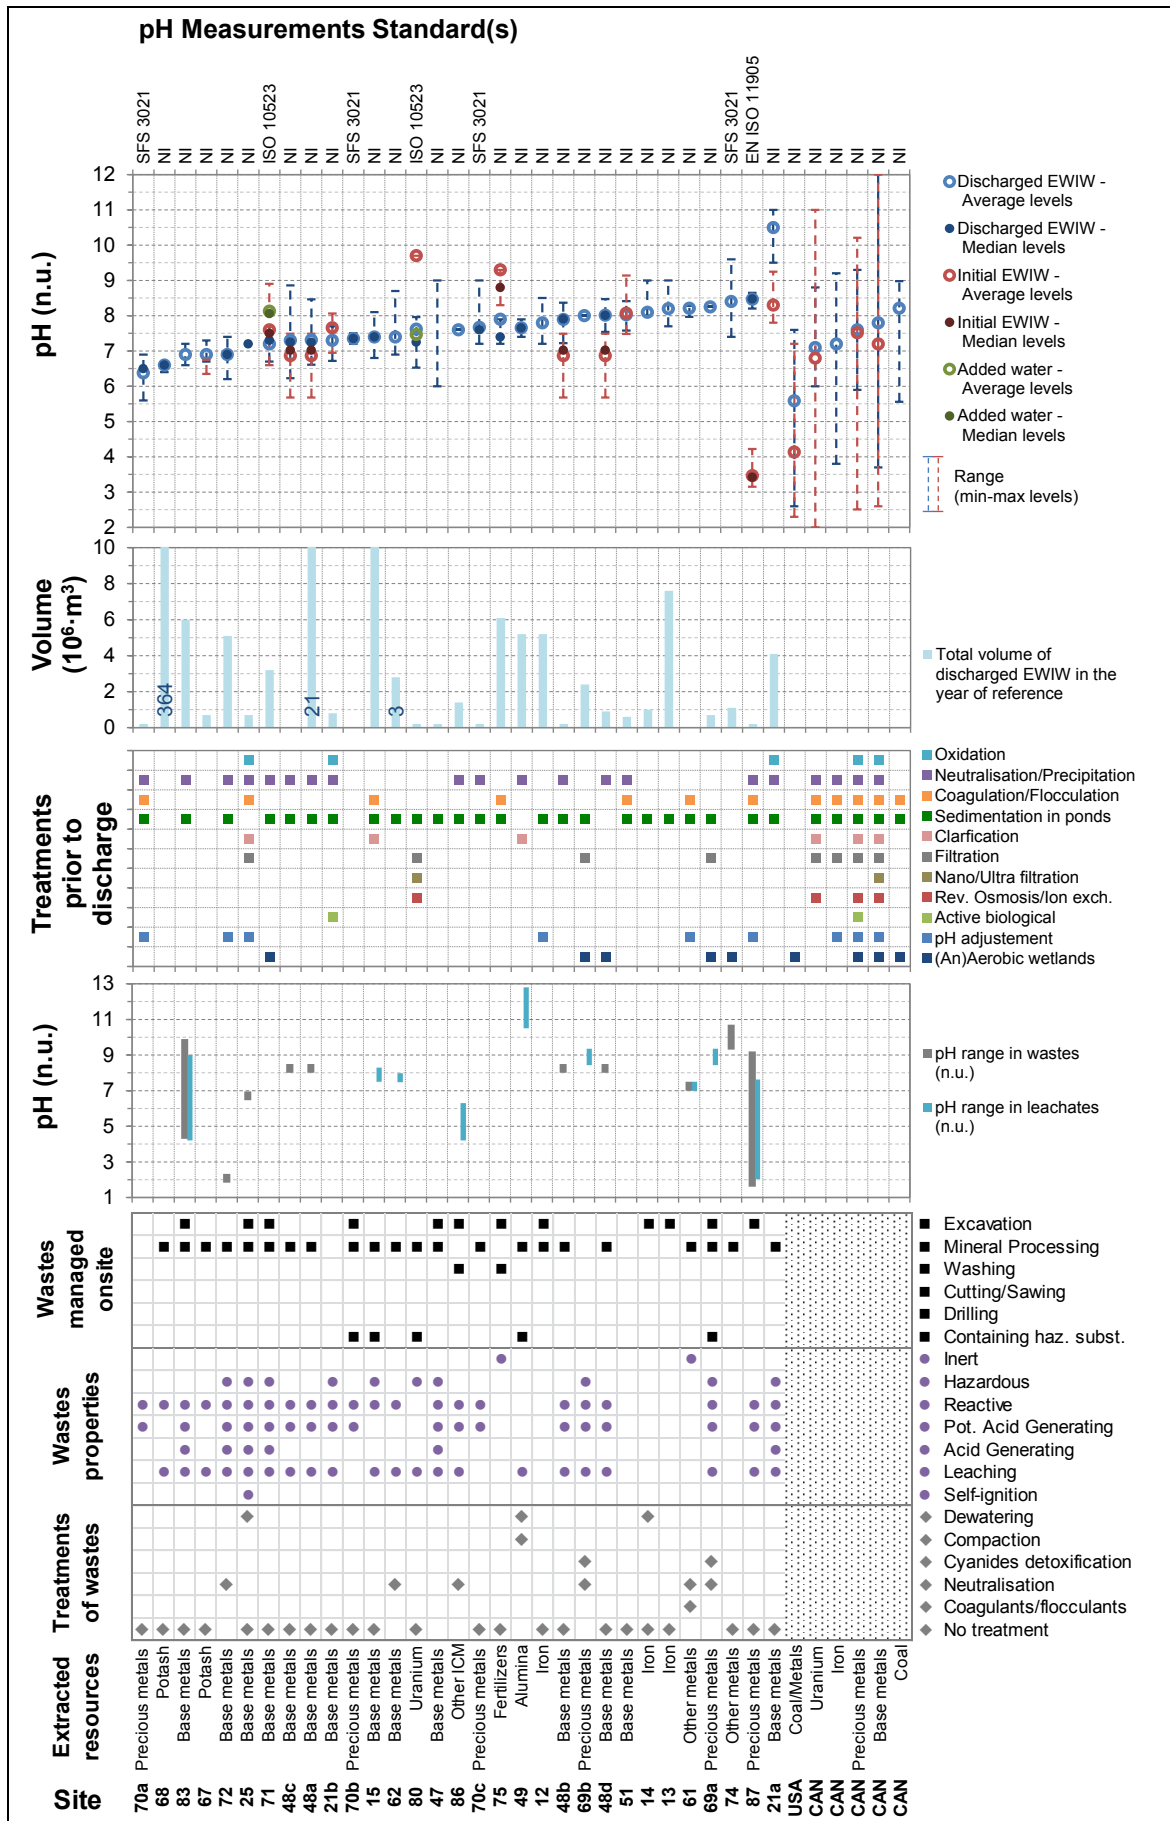 pH Measurements Standard(s)
SFS 3021
NI
NI
NI
NI
NI
ISO 10523
NI
NI
NI
SFS 3021
NI
NI
ISO 10523
NI
NI
SFS 3021
NI
NI
NI
NI
NI
NI
NI
NI
NI
NI
NI
SFS 3021
EN ISO 11905
NI
NI
NI
NI
NI
NI
NI
pH (n.u.)
12
11
10
9
8
7
6
5
4
3
2
Discharged EWIW -
Average levels
Discharged EWIW -
Median levels
Initial EWIW -
Average levels
Initial EWIW -
Median levels
Added water -
Average levels
Added water -
Median levels
Range
(min-max levels)
Volume
(10⁶·m³)
10
8
6
4
2
0
364
21
3
Total volume of
discharged EWIW in the
year of reference
Treatments
prior to
discharge
Oxidation
Neutralisation/Precipitation
Coagulation/Flocculation
Sedimentation in ponds
Clarfication
Filtration
Nano/Ultra filtration
Rev. Osmosis/Ion exch.
Active biological
pH adjustement
(An)Aerobic wetlands
pH (n.u.)
13
11
9
7
5
3
1
pH range in wastes
(n.u.)
pH range in leachates
(n.u.)
Wastes
managed
onsite
Excavation
Mineral Processing
Washing
Cutting/Sawing
Drilling
Containing haz. subst.
Wastes
properties
Inert
Hazardous
Reactive
Pot. Acid Generating
Acid Generating
Leaching
Self-ignition
Treatments
of wastes
Dewatering
Compaction
Cyanides detoxification
Neutralisation
Coagulants/flocculants
No treatment
Extracted
resources
Precious metals
Potash
Base metals
Potash
Base metals
Base metals
Base metals
Base metals
Base metals
Base metals
Precious metals
Base metals
Base metals
Uranium
Base metals
Other ICM
Precious metals
Fertilizers
Alumina
Iron
Base metals
Precious metals
Base metals
Base metals
Iron
Iron
Other metals
Precious metals
Other metals
Precious metals
Base metals
Coal/Metals
Uranium
Iron
Precious metals
Base metals
Coal
Site
70a
68
83
67
72
25
71
48c
48a
21b
70b
15
62
80
47
86
70c
75
49
12
48b
69b
48d
51
14
13
61
69a
74
87
21a
USA
CAN
CAN
CAN
CAN
CAN